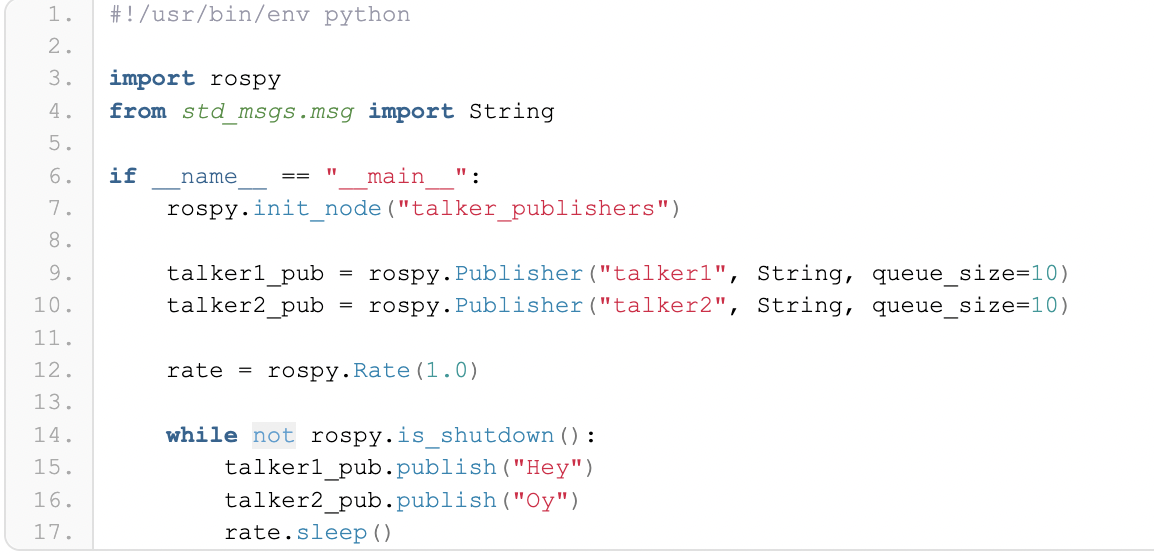 1. #!/usr/bin/env python
2.
3. import rospy
4. from std_msgs.msg import String
5.
6. if __name__ == "__main__":
7.     rospy.init_node("talker_publishers")
8.
9.     talker1_pub = rospy.Publisher("talker1", String, queue_size=10)
10.     talker2_pub = rospy.Publisher("talker2", String, queue_size=10)
11.
12.     rate = rospy.Rate(1.0)
13.
14.     while not rospy.is_shutdown():
15.         talker1_pub.publish("Hey")
16.         talker2_pub.publish("Oy")
17.         rate.sleep()